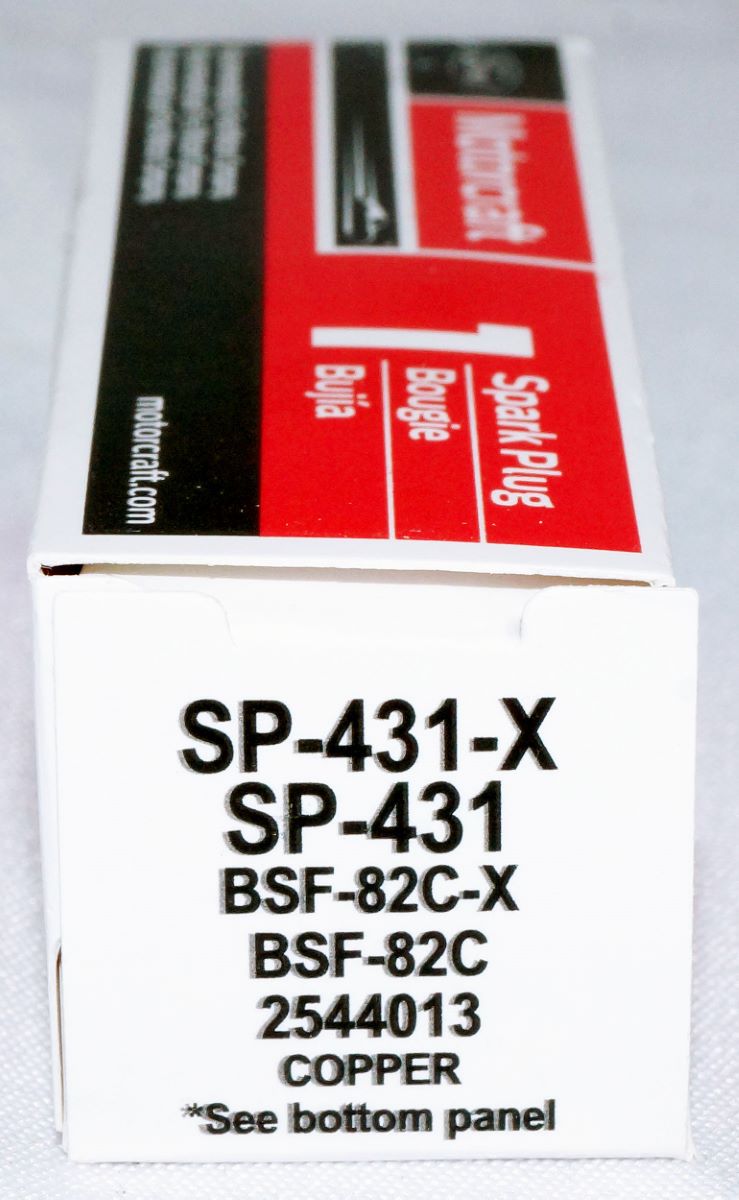 Motorcraft
1
Spark Plug
Bougie
Bujía
motorcraft.com
SP-431-X
SP-431
BSF-82C-X
BSF-82C
2544013
COPPER
*See bottom panel